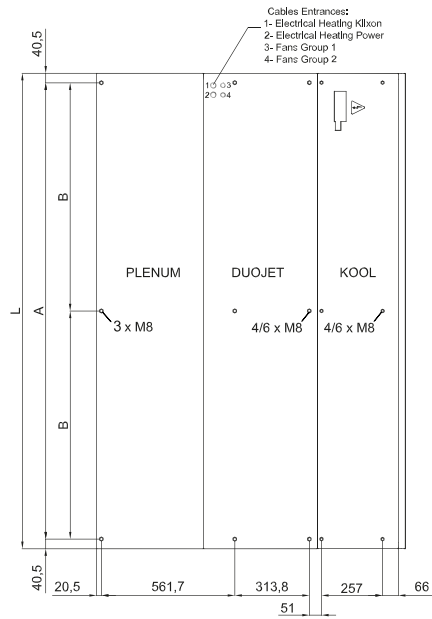 Cables Entrances:
1- Electrical Heating Klixon
2- Electrical Heating Power
3- Fans Group 1
4- Fans Group 2
40,5
1 3
2 4
B
L
A
PLENUM
DUOJET
KOOL
3 x M8
4/6 x M8
4/6 x M8
B
40,5
20,5
561,7
313,8
257
66
51